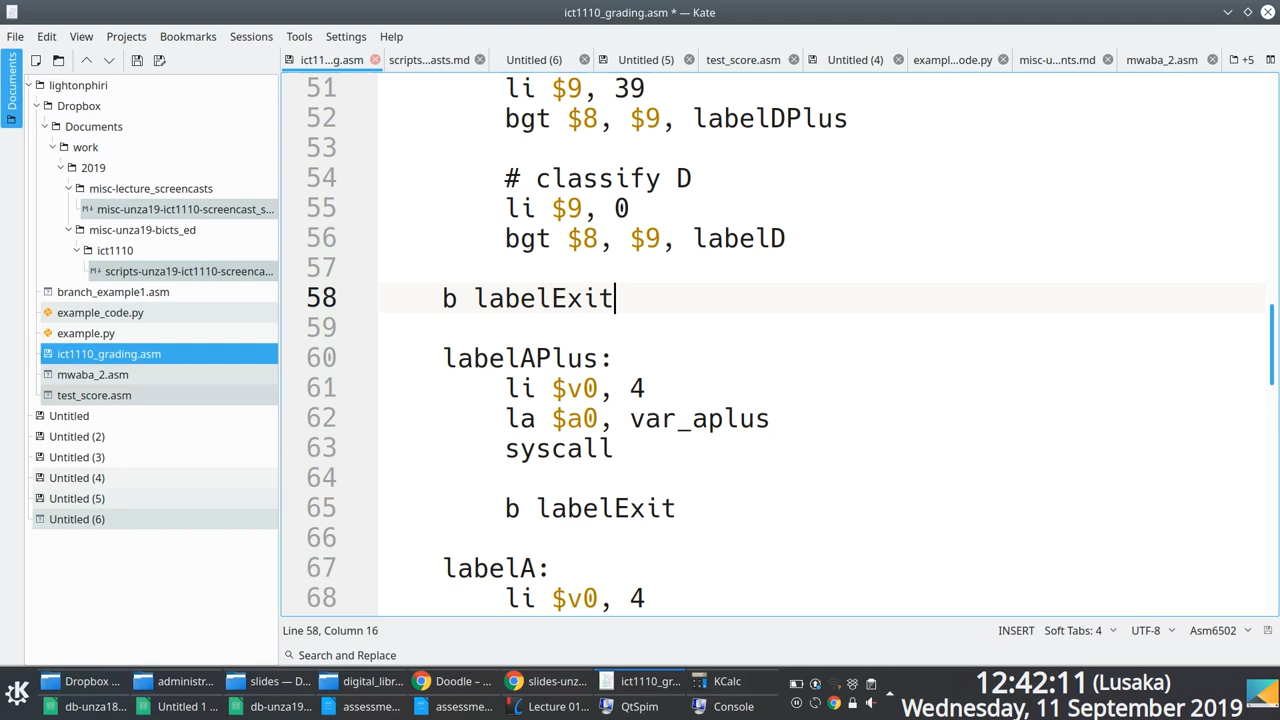 ict1110_grading.asm * — Kate
File Edit View Projects Bookmarks Sessions Tools Settings Help
Documents
ict11...g.asm scripts...asts.md Untitled (6) Untitled (5) test_score.asm Untitled (4) exampl...ode.py misc-u...nts.md mwaba_2.asm +5
lightonphiri
Dropbox
Documents
work
2019
misc-lecture_screencasts
misc-unza19-ict1110-screencast_s...
misc-unza19-bicts_ed
ict1110
scripts-unza19-ict1110-screenca...
branch_example1.asm
example_code.py
example.py
ict1110_grading.asm
mwaba_2.asm
test_score.asm
Untitled
Untitled (2)
Untitled (3)
Untitled (4)
Untitled (5)
Untitled (6)
51 li $9, 39
52 bgt $8, $9, labelDPlus
53
54 # classify D
55 li $9, 0
56 bgt $8, $9, labelD
57
58 b labelExit
59
60 labelAPlus:
61 li $v0, 4
62 la $a0, var_aplus
63 syscall
64
65 b labelExit
66
67 labelA:
68 li $v0, 4
Line 58, Column 16 INSERT Soft Tabs: 4 UTF-8 Asm6502
Search and Replace
Dropbox ... administr... slides — D... digital_libr... Doodle – ... slides-unz... ict1110_gr... KCalc
db-unza18... Untitled 1 ... db-unza19... assessme... assessme... Lecture 01... QtSpim Console
12:42:11 (Lusaka)
Wednesday, 11 September 2019